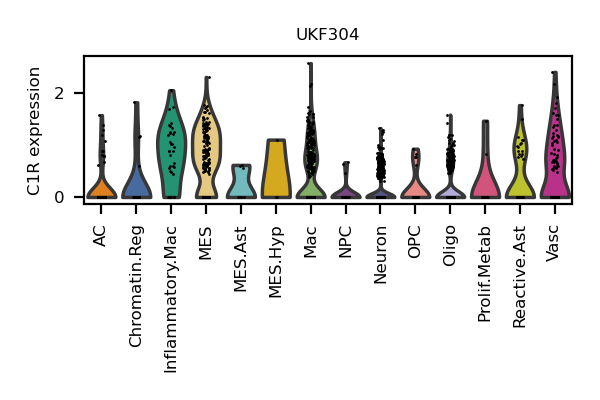 UKF304
C1R expression
2
0
AC
Chromatin.Reg
Inflammatory.Mac
MES
MES.Ast
MES.Hyp
Mac
NPC
Neuron
OPC
Oligo
Prolif.Metab
Reactive.Ast
Vasc